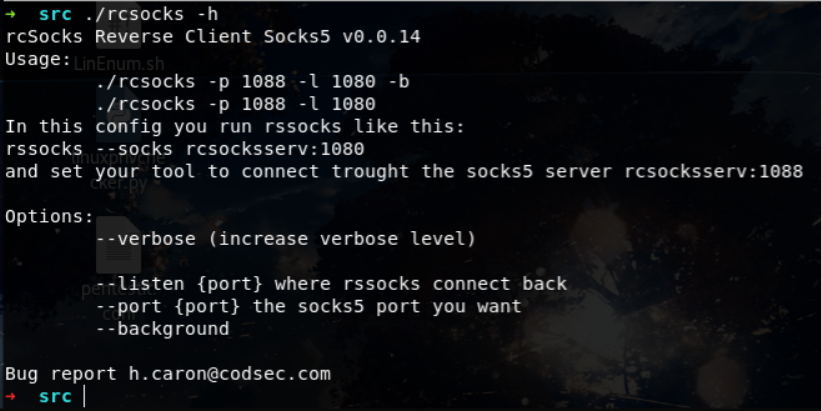 → src ./rcsocks -h
rcSocks Reverse Client Socks5 v0.0.14
LinEnum.sh
Usage:
./rcsocks -p 1088 -l 1080 -b
./rcsocks -p 1088 -l 1080
In this config you run rssocks like this:
rssocks --socks rcsocksserv:1080
and set your tool to connect trought the socks5 server rcsocksserv:1088
Options:
--verbose (increase verbose level)
--listen {port} where rssocks connect back
--port {port} the socks5 port you want
--background
Bug report h.caron@codsec.com
→ src